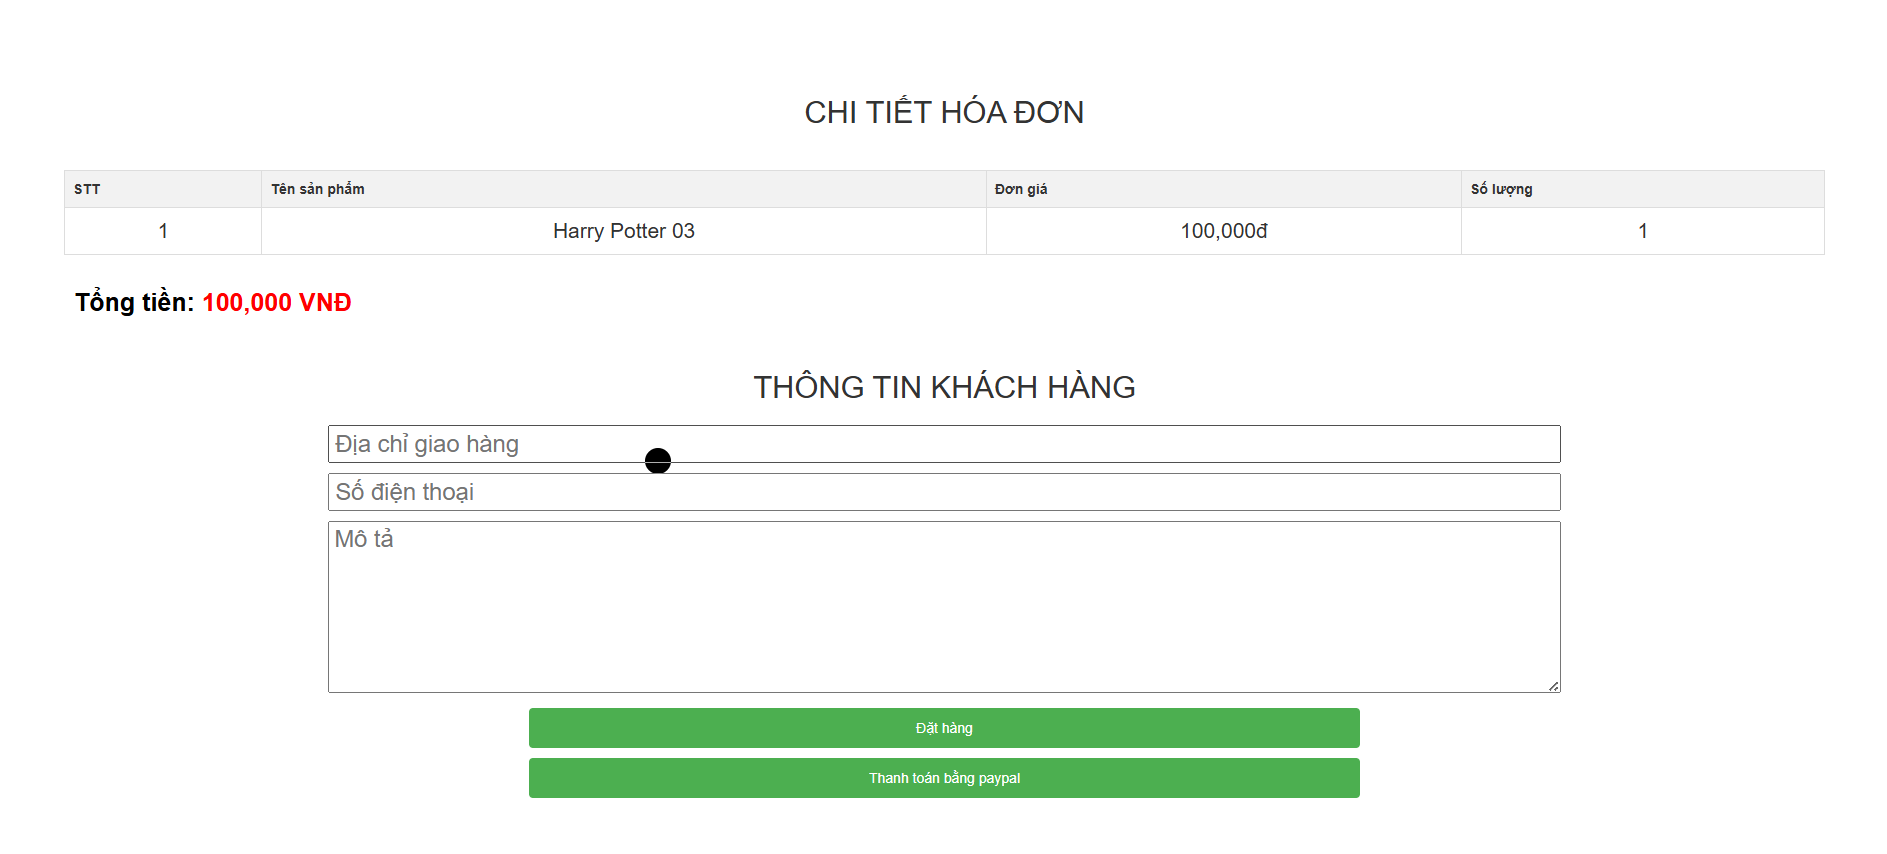 CHI TIẾT HÓA ĐƠN
STT Tên sản phẩm Đơn giá Số lượng
1 Harry Potter 03 100,000đ 1
Tổng tiền: 100,000 VNĐ
THÔNG TIN KHÁCH HÀNG
Địa chỉ giao hàng
Số điện thoại
Mô tả
Đặt hàng
Thanh toán bằng paypal